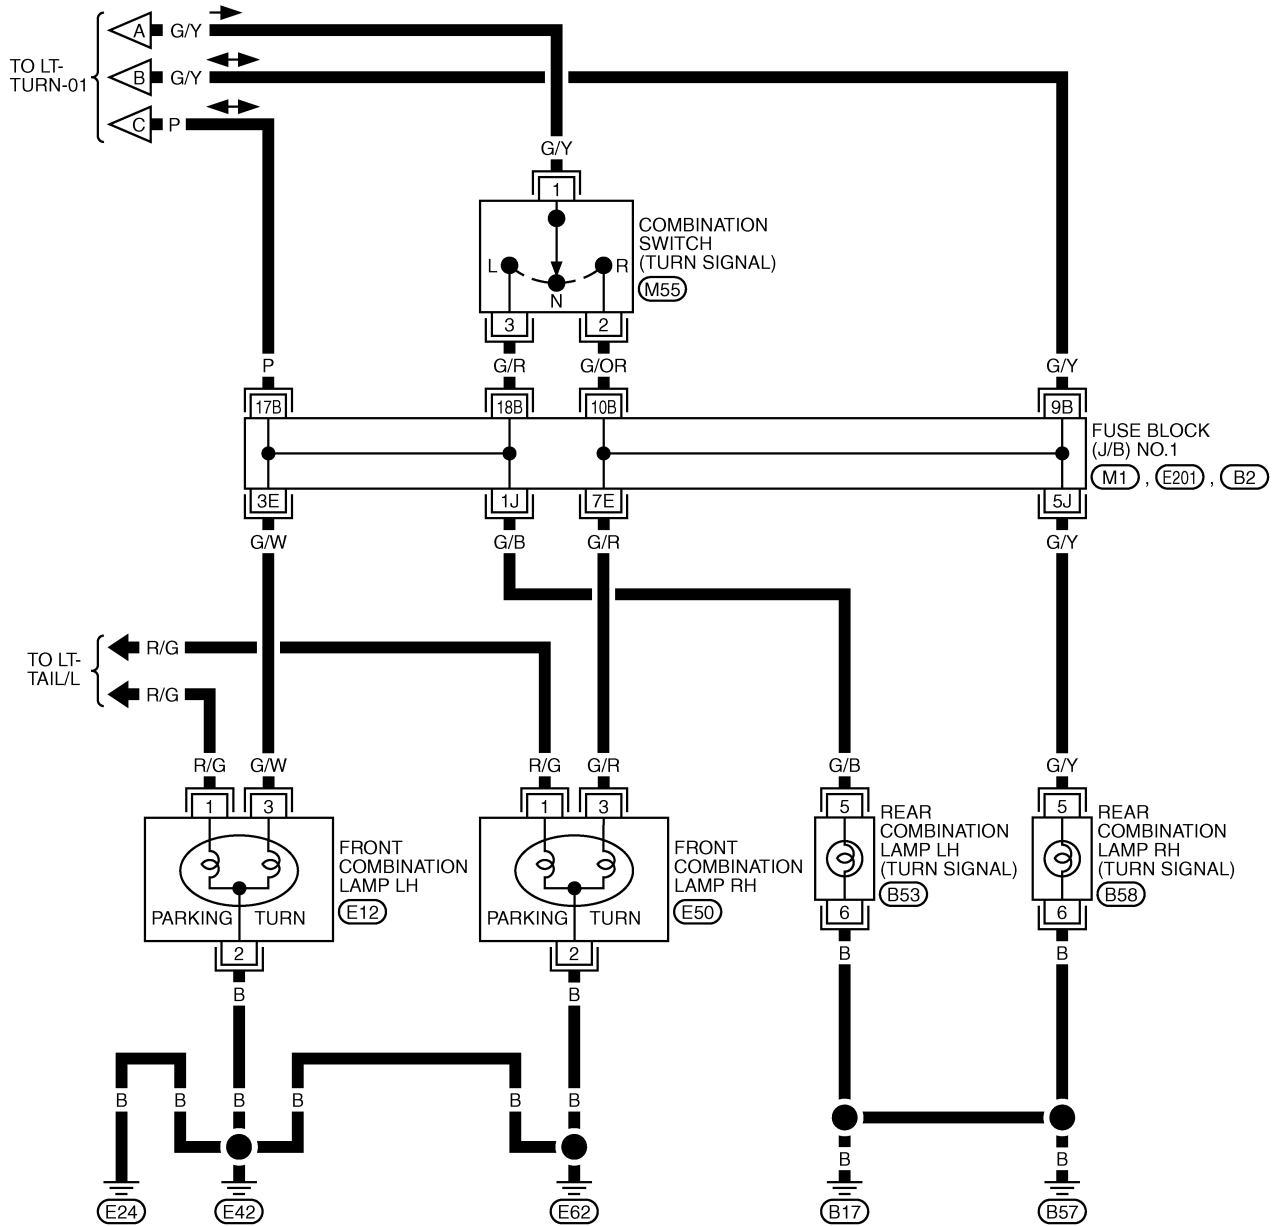 A G/Y
TO LT-
TURN-01
B G/Y
C P
G/Y
1
COMBINATION
SWITCH
(TURN SIGNAL)
M55
L R
N
3 2
P G/R G/OR G/Y
17B 18B 10B 9B
FUSE BLOCK
(J/B) NO.1
M1 , E201 , B2
3E 1J 7E 5J
G/W G/B G/R G/Y
TO LT-
TAIL/L
R/G
R/G
R/G G/W R/G G/R G/B G/Y
1 3 1 3 5 5
FRONT
COMBINATION
LAMP LH
E12
PARKING TURN
FRONT
COMBINATION
LAMP RH
E50
PARKING TURN
REAR
COMBINATION
LAMP LH
(TURN SIGNAL)
B53
REAR
COMBINATION
LAMP RH
(TURN SIGNAL)
B58
6 6
2 2
B B
B B
B B B B B B
B B
E24 E42 E62 B17 B57